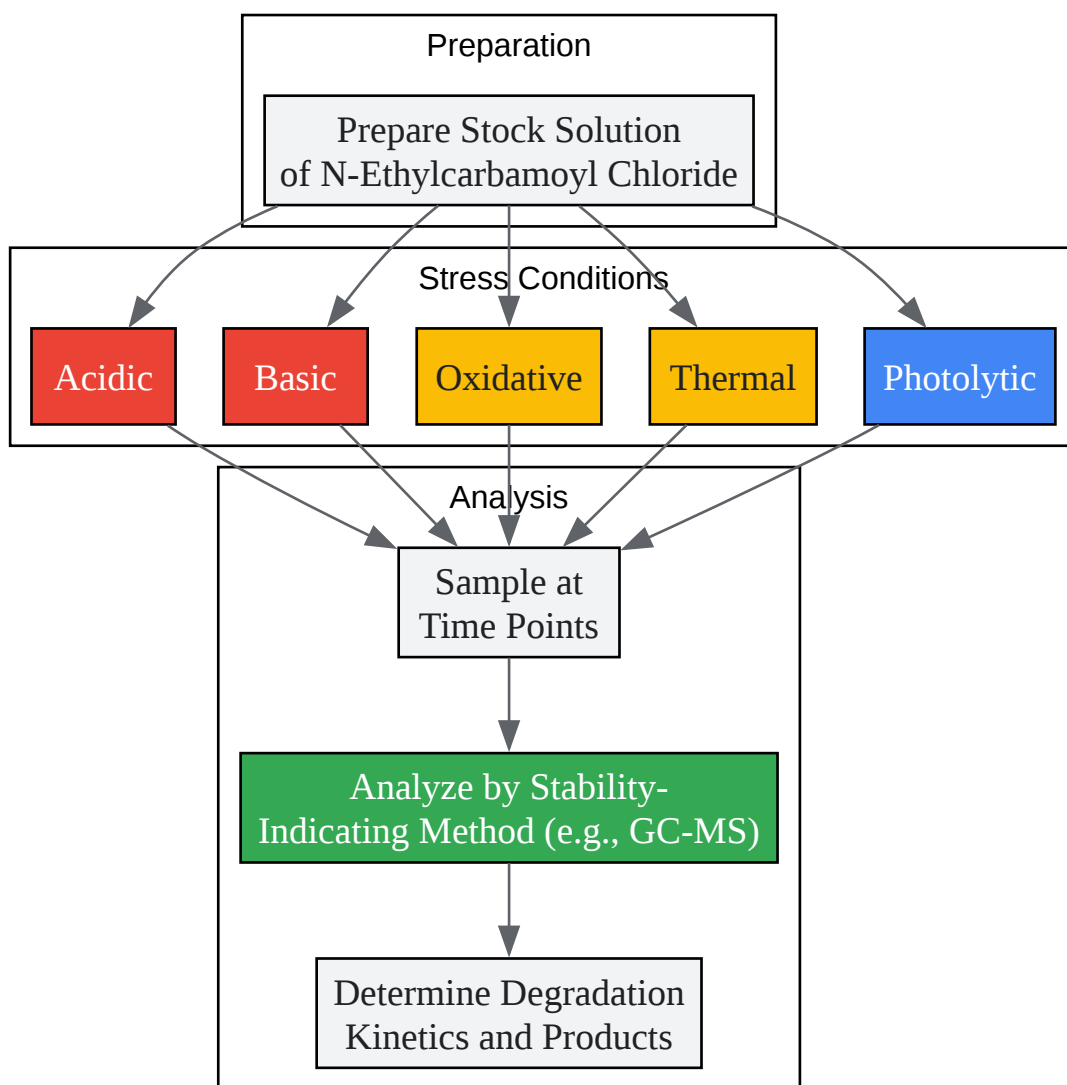 Preparation
Prepare Stock Solution
of N-Ethylcarbamoyl Chloride
Stress Conditions
Acidic
Basic
Oxidative
Thermal
Photolytic
Analysis
Sample at
Time Points
Analyze by Stability-
Indicating Method (e.g., GC-MS)
Determine Degradation
Kinetics and Products